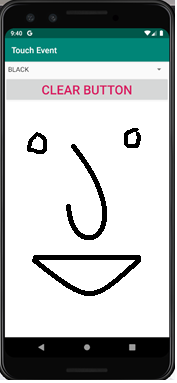 9:40 G
Touch Event
BLACK
CLEAR BUTTON